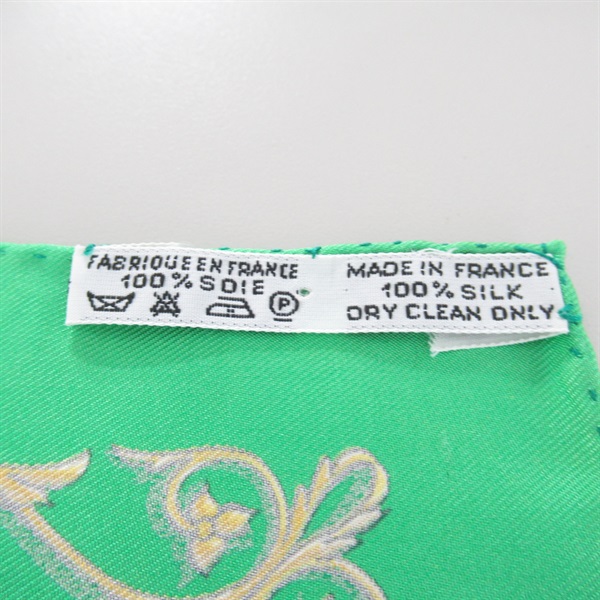 FABRIQUE EN FRANCE
100% SOIE
P
MADE IN FRANCE
100% SILK
DRY CLEAN ONLY